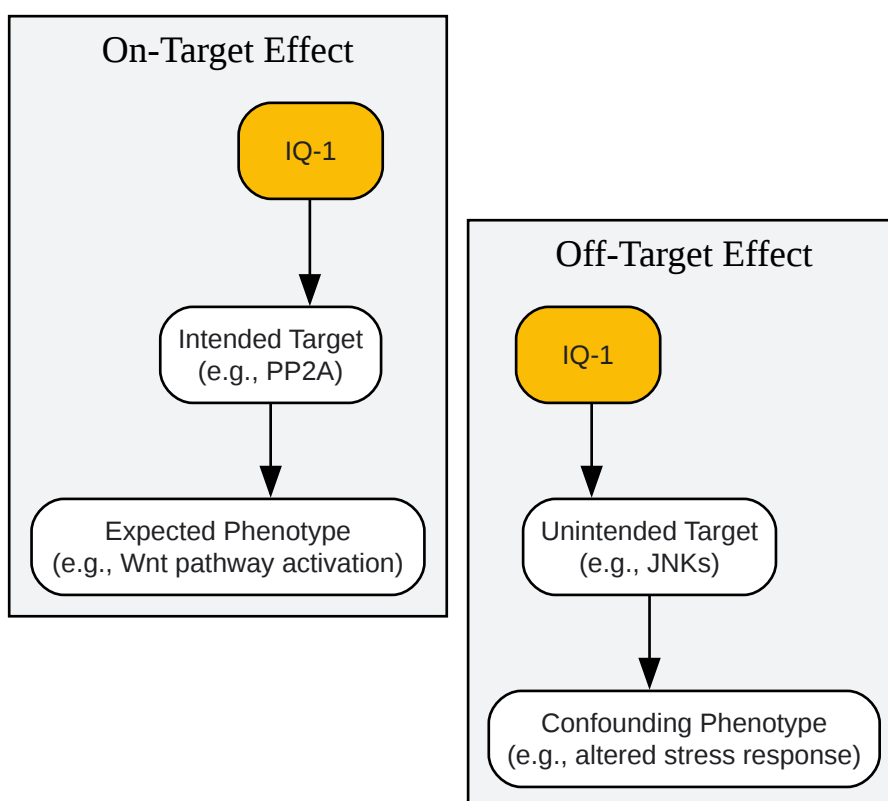 On-Target Effect
IQ-1
Intended Target
(e.g., PP2A)
Expected Phenotype
(e.g., Wnt pathway activation)
Off-Target Effect
IQ-1
Unintended Target
(e.g., JNKs)
Confounding Phenotype
(e.g., altered stress response)